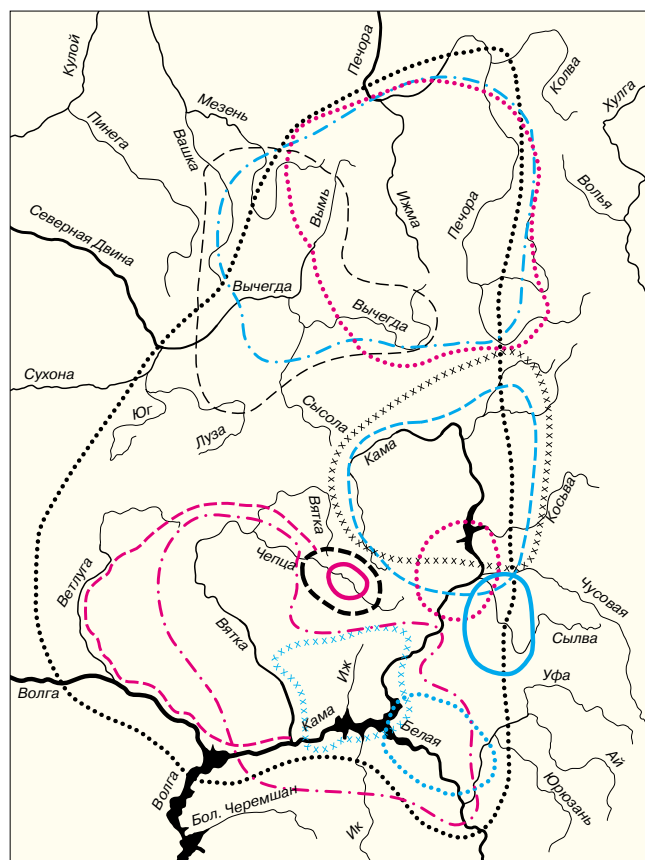 Кулой
Печора
Колва
Хулга
Мезень
Пинега
Вашка
Вымь
Ижма
Печора
Волья
Северная Двина
Вычегда
Вычегда
Сухона
Юг
Луза
Сысола
Кама
Косьва
Вятка
Чепца
Ветлуга
Вятка
Чусовая
Сылва
Иж
Уфа
Волга
Кама
Белая
Волга
Бол. Черемшан
Ик
Юрюзань
Ай